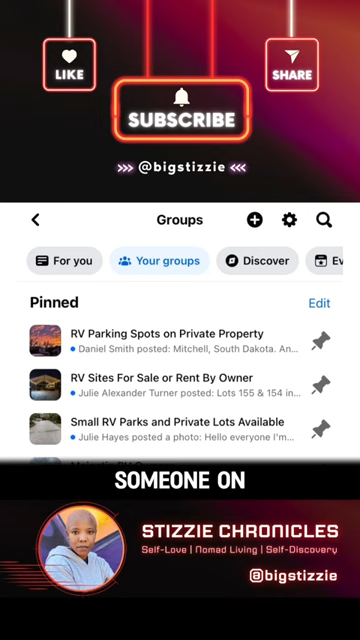 LIKE
SHARE
SUBSCRIBE
>>> @bigstizzie <<<
Groups
For you
Your groups
Discover
Ev
Pinned
Edit
RV Parking Spots on Private Property
Daniel Smith posted: Mitchell, South Dakota. An...
RV Sites For Sale or Rent By Owner
Julie Alexander Turner posted: Lots 155 & 154 in...
Small RV Parks and Private Lots Available
Julie Hayes posted a photo: Hello everyone I'm...
SOMEONE ON
STIZZIE CHRONICLES
Self-Love | Nomad Living | Self-Discovery
@bigstizzie